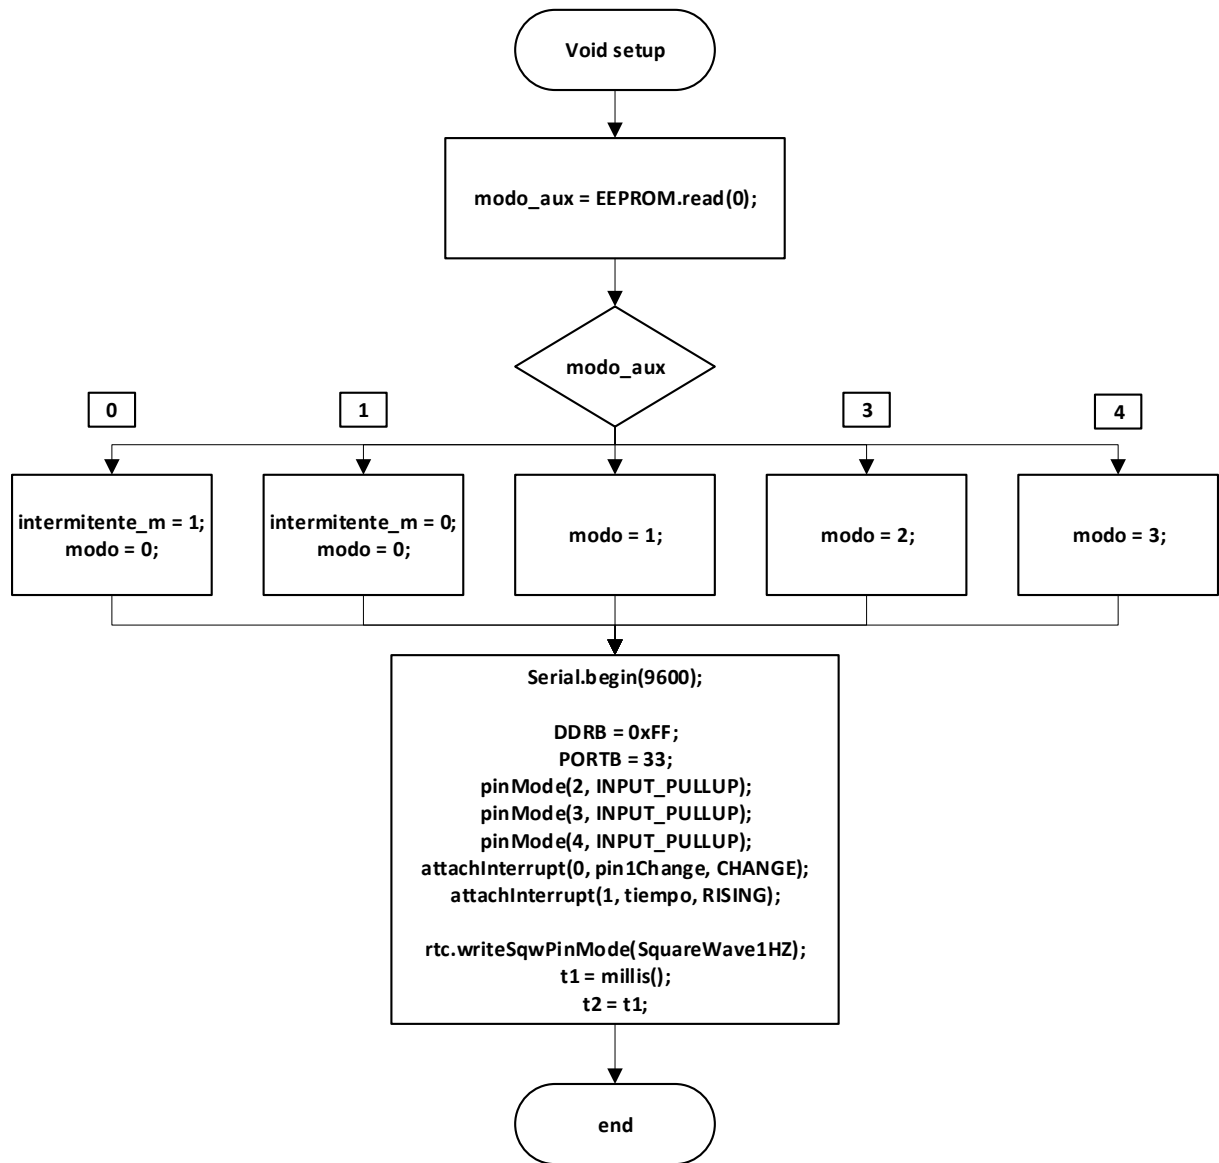 Void setup
modo_aux = EEPROM.read(0);
modo_aux
0
1
3
4
intermitente_m = 1;
modo = 0;
intermitente_m = 0;
modo = 0;
modo = 1;
modo = 2;
modo = 3;
Serial.begin(9600);
DDRB = 0xFF;
PORTB = 33;
pinMode(2, INPUT_PULLUP);
pinMode(3, INPUT_PULLUP);
pinMode(4, INPUT_PULLUP);
attachInterrupt(0, pin1Change, CHANGE);
attachInterrupt(1, tiempo, RISING);
rtc.writeSqwPinMode(SquareWave1HZ);
t1 = millis();
t2 = t1;
end